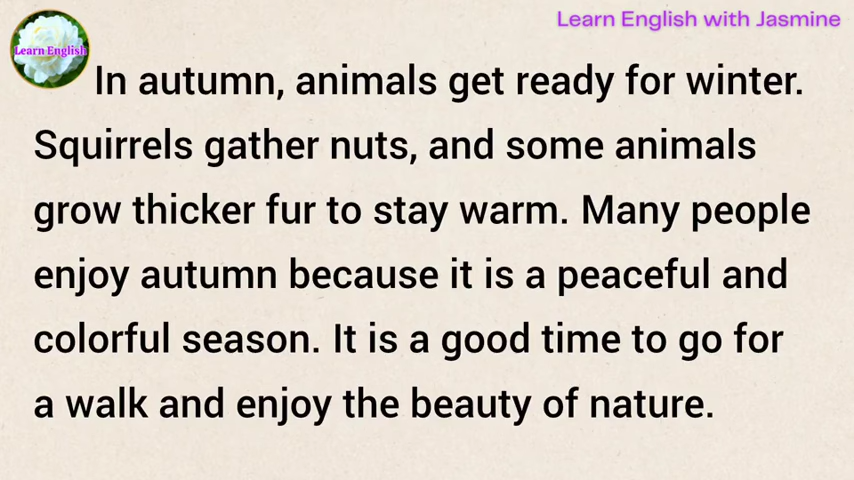 Learn English with Jasmine
Learn English
In autumn, animals get ready for winter.
Squirrels gather nuts, and some animals
grow thicker fur to stay warm. Many people
enjoy autumn because it is a peaceful and
colorful season. It is a good time to go for
a walk and enjoy the beauty of nature.